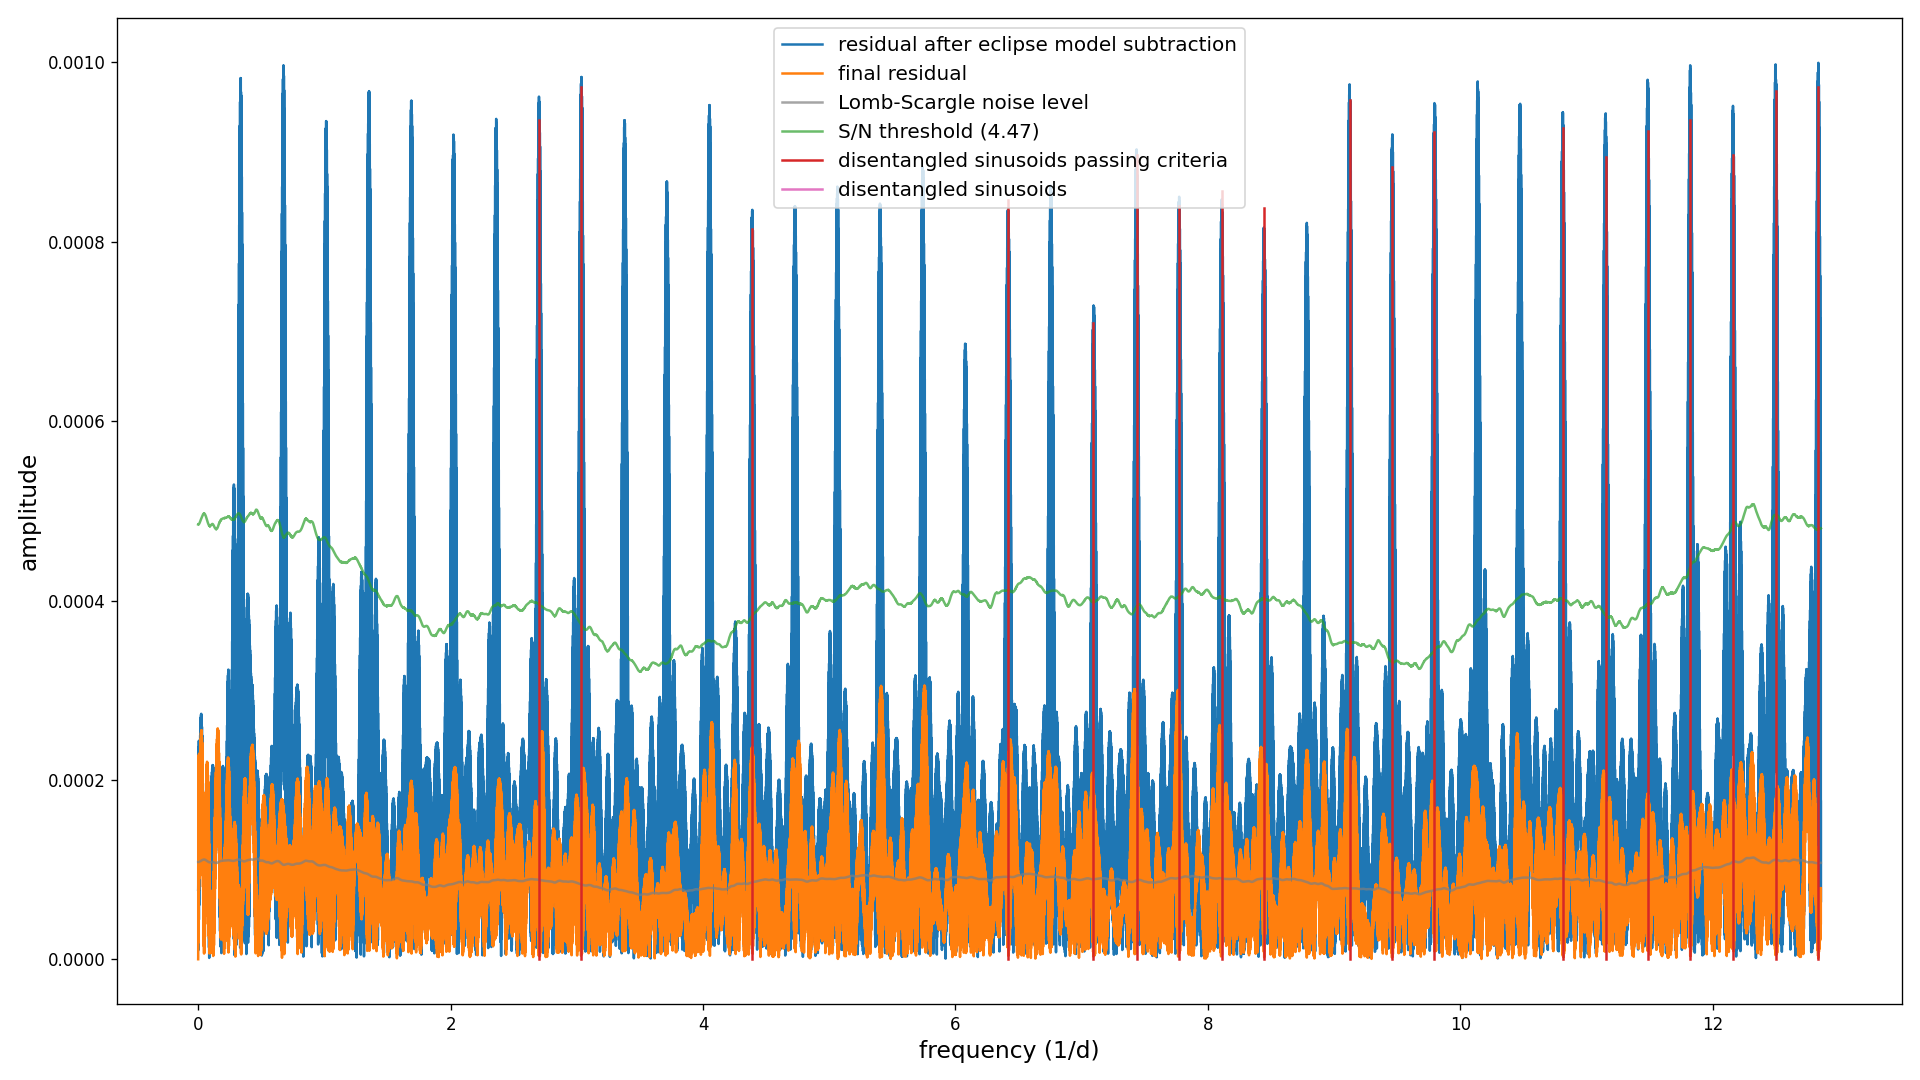 residual after eclipse model subtraction
final residual
Lomb-Scargle noise level
S/N threshold (4.47)
disentangled sinusoids passing criteria
disentangled sinusoids
0.0010
0.0008
0.0006
0.0004
0.0002
0.0000
amplitude
0 2 4 6 8 10 12
frequency (1/d)